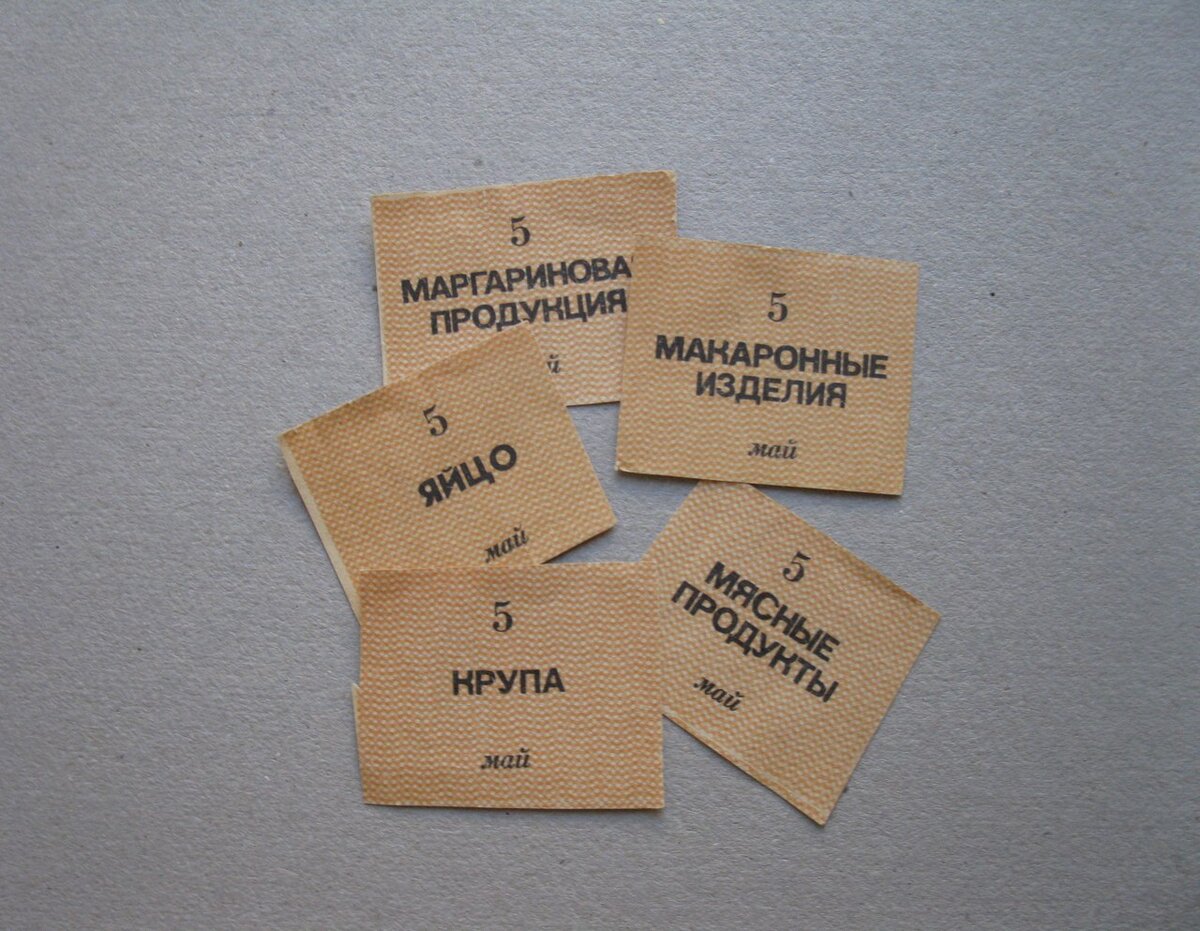 5
МАРГАРИНОВА
ПРОДУКЦИЯ
й
5
МАКАРОННЫЕ
ИЗДЕЛИЯ
май
5
ЯЙЦО
май
5
МЯСНЫЕ
ПРОДУКТЫ
май
5
КРУПА
май